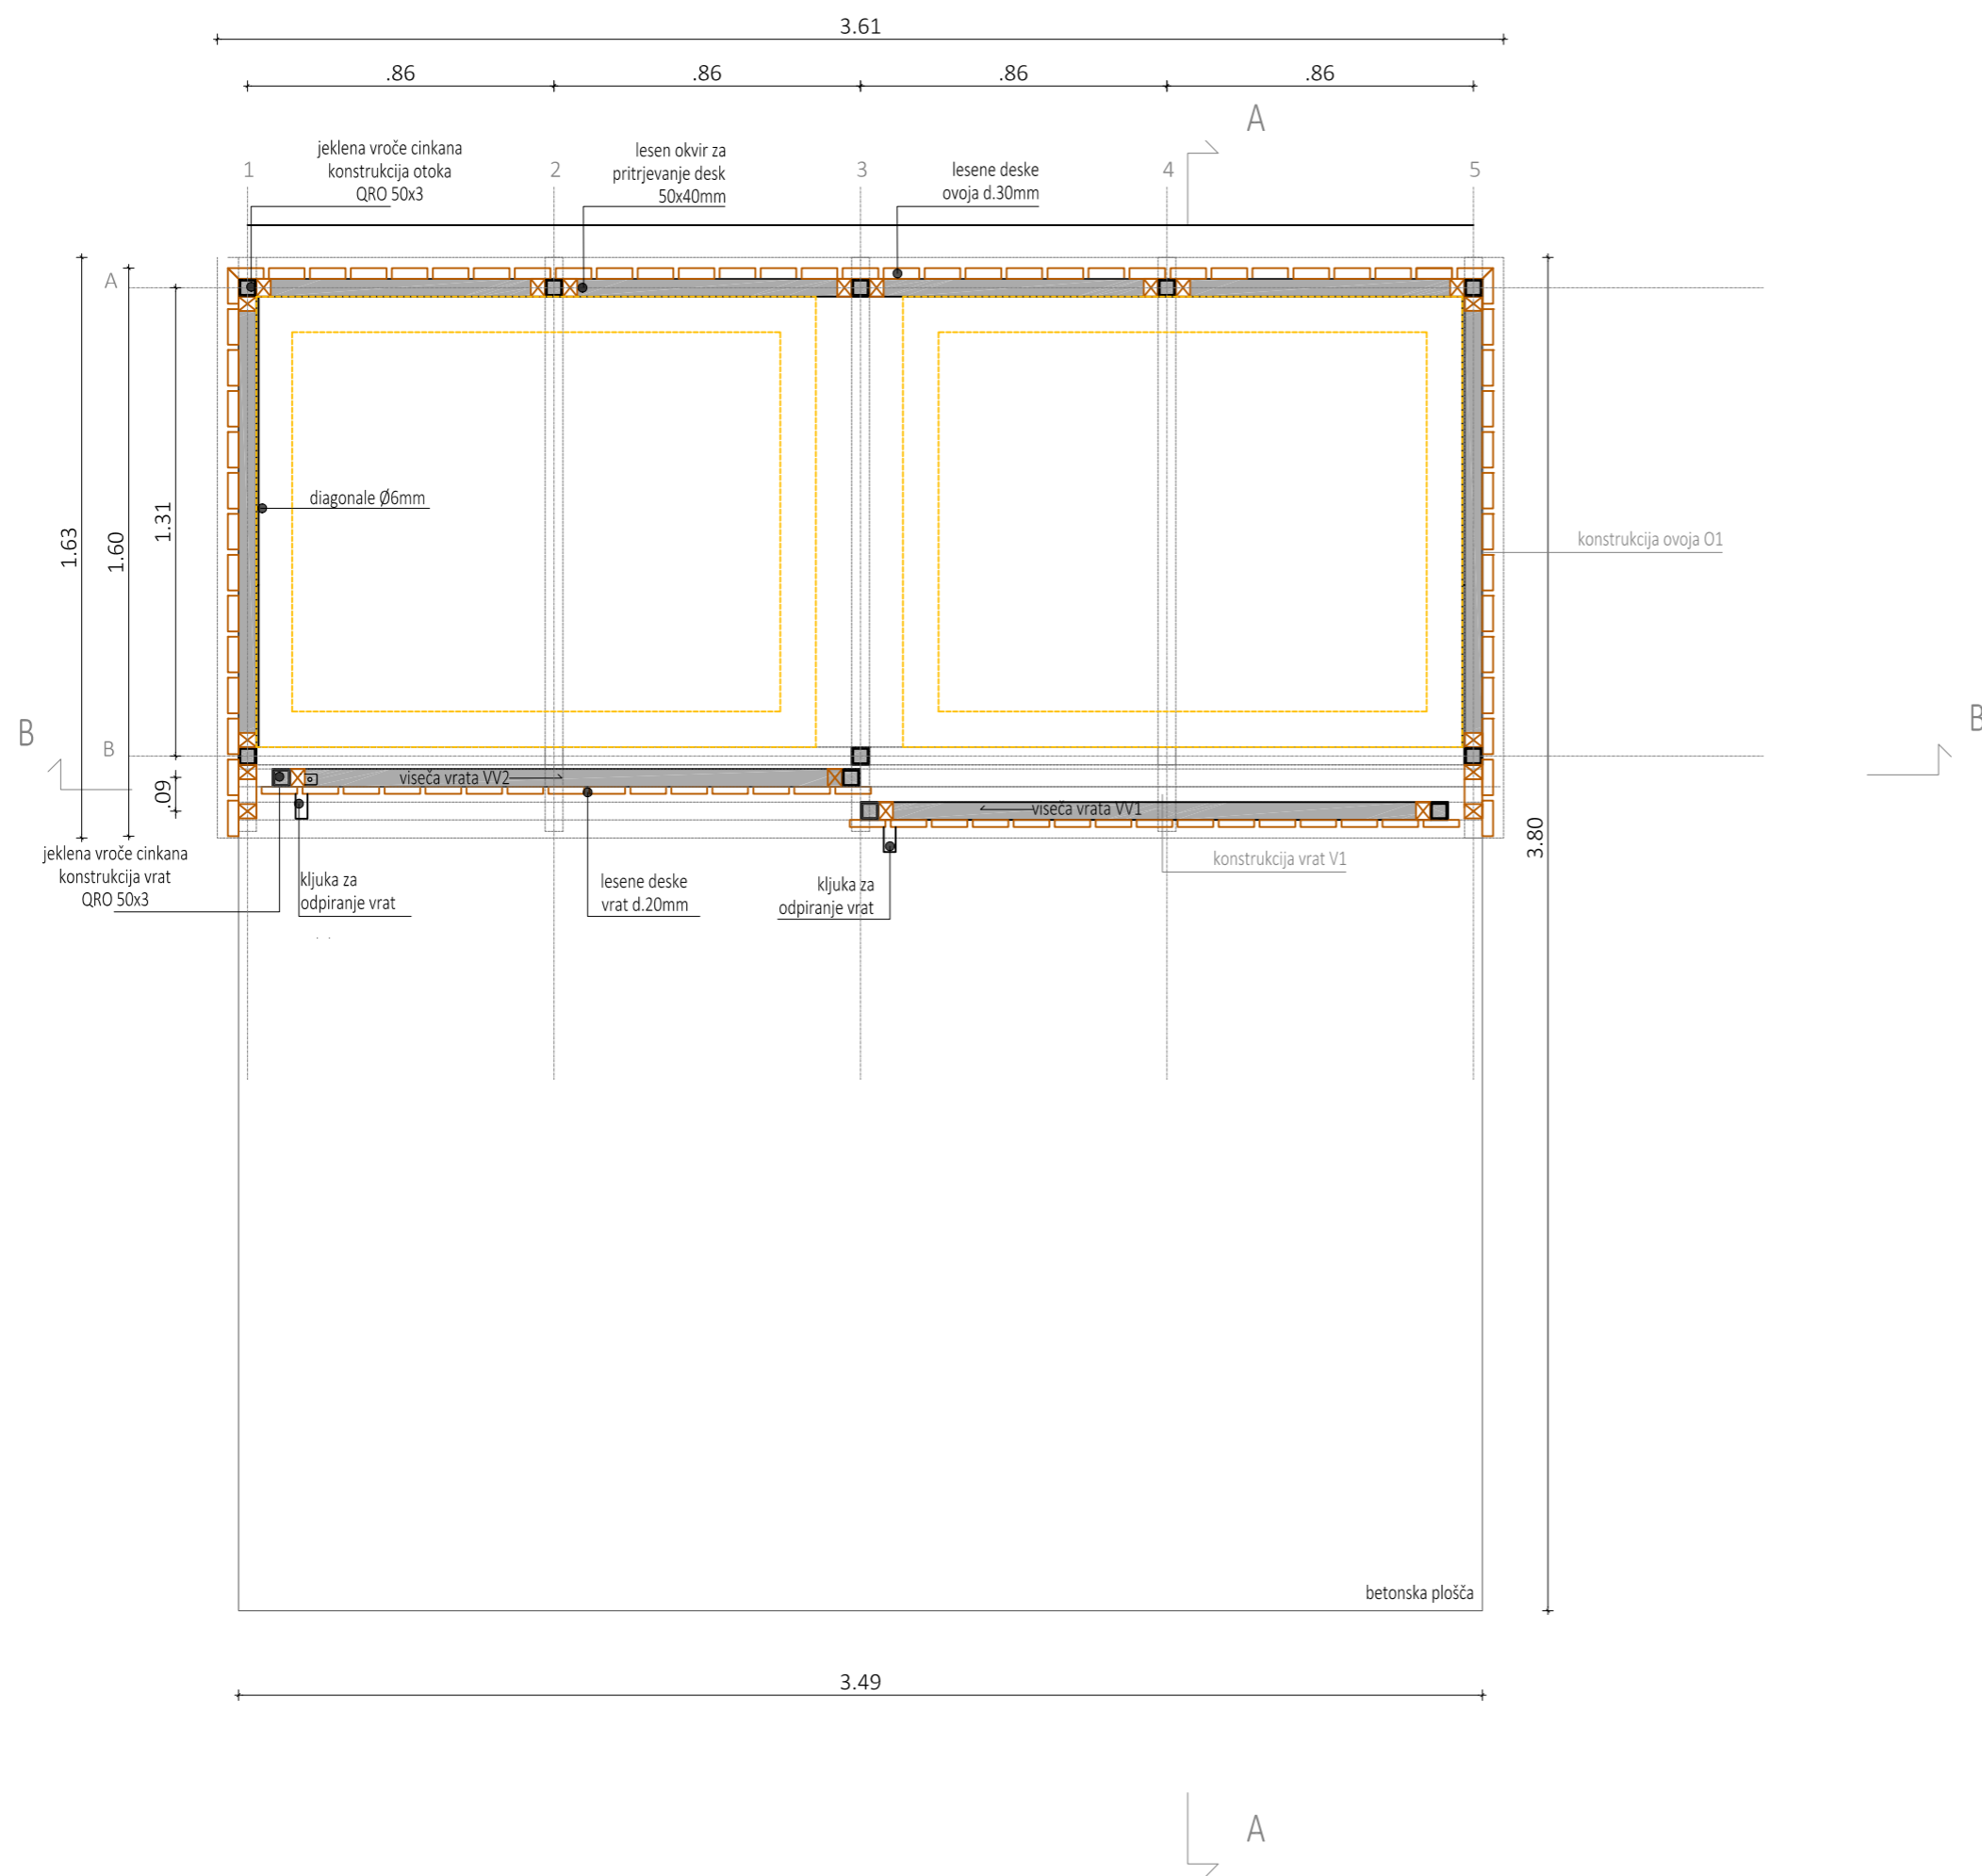 3.61
.86
.86
.86
.86
A
jeklena vroče cinkana
konstrukcija otoka
QRO 50x3
lesen okvir za
pritrjevanje desk
50x40mm
lesene deske
ovoja d.30mm
1
2
3
4
5
A
diagonale Ø6mm
1.63
1.60
1.31
konstrukcija ovoja O1
B
B
B
.09
viseča vrata VV2
viseča vrata VV1
jeklena vroče cinkana
konstrukcija vrat
QRO 50x3
kljuka za
odpiranje vrat
lesene deske
vrat d.20mm
kljuka za
odpiranje vrat
konstrukcija vrat V1
3.80
betonska plošča
3.49
A